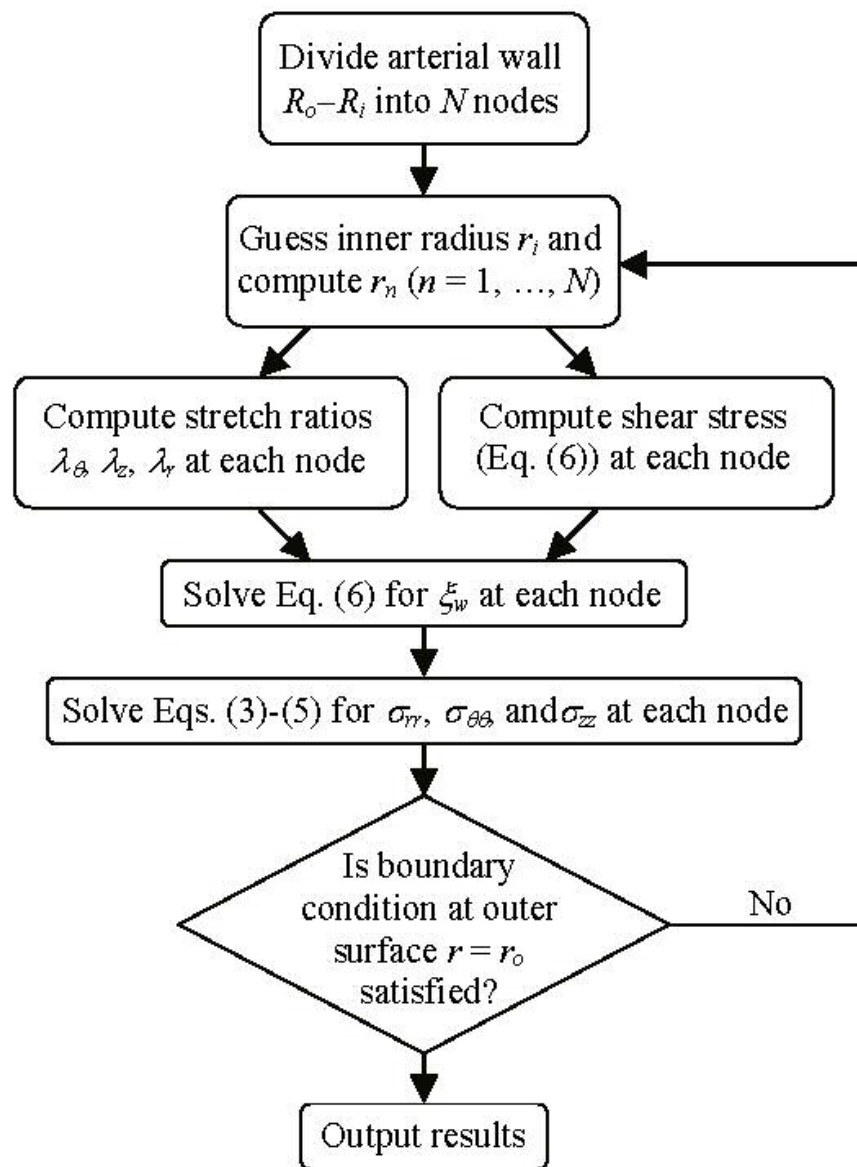 Divide arterial wall
Rₒ–Rᵢ into N nodes
Guess inner radius rᵢ and
compute rₙ (n = 1, …, N)
Compute stretch ratios
λθ, λz, λr at each node
Compute shear stress
(Eq. (6)) at each node
Solve Eq. (6) for ξw at each node
Solve Eqs. (3)-(5) for σrr, σθθ, and σzz at each node
Is boundary
condition at outer
surface r = rₒ
satisfied?
No
Output results